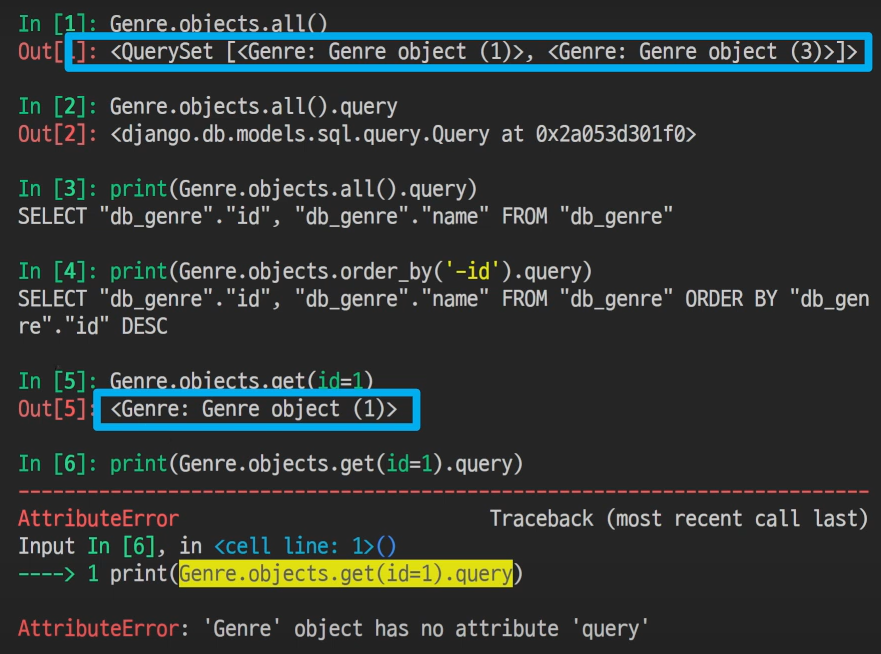 In [1]: Genre.objects.all()
Out[1]: <QuerySet [<Genre: Genre object (1)>, <Genre: Genre object (3)>]>
In [2]: Genre.objects.all().query
Out[2]: <django.db.models.sql.query.Query at 0x2a053d301f0>
In [3]: print(Genre.objects.all().query)
SELECT "db_genre"."id", "db_genre"."name" FROM "db_genre"
In [4]: print(Genre.objects.order_by('-id').query)
SELECT "db_genre"."id", "db_genre"."name" FROM "db_genre" ORDER BY "db_gen
re"."id" DESC
In [5]: Genre.objects.get(id=1)
Out[5]: <Genre: Genre object (1)>
In [6]: print(Genre.objects.get(id=1).query)
---------------------------------------------------------------------------
AttributeError                            Traceback (most recent call last)
Input In [6], in <cell line: 1>()
----> 1 print(Genre.objects.get(id=1).query)
AttributeError: 'Genre' object has no attribute 'query'